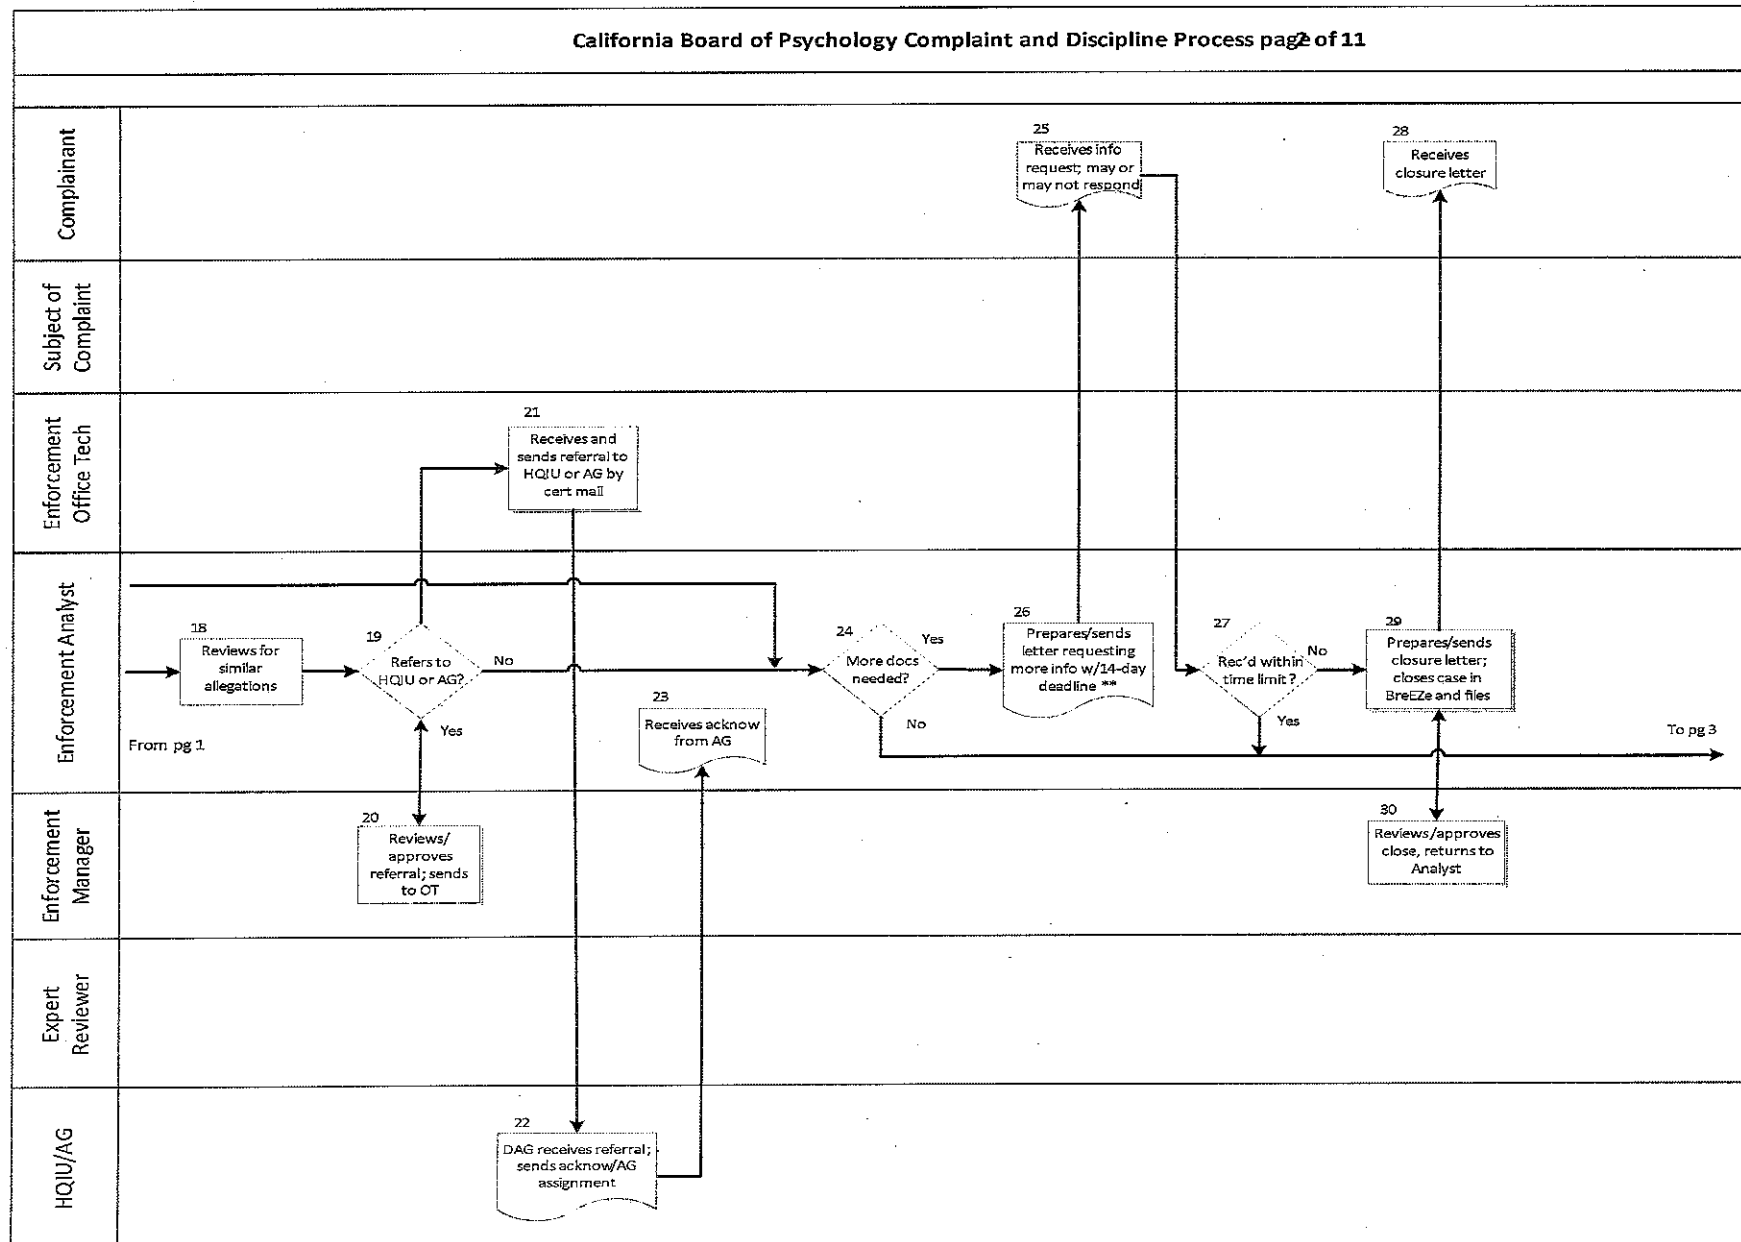 California Board of Psychology Complaint and Discipline Process page 2 of 11
Complainant
25
Receives info
request; may or
may not respond
28
Receives
closure letter
Subject of
Complaint
Enforcement
Office Tech
21
Receives and
sends referral to
HQIU or AG by
cert mail
Enforcement Analyst
18
Reviews for
similar
allegations
From pg 1
19
Refers to
HQIU or AG?
No
Yes
23
Receives acknow
from AG
24
More docs
needed?
Yes
No
26
Prepares/sends
letter requesting
more info w/14-day
deadline **
27
Rec'd within
time limit?
No
Yes
29
Prepares/sends
closure letter;
closes case in
BreEZe and files
To pg 3
Enforcement
Manager
20
Reviews/
approves
referral; sends
to OT
30
Reviews/approves
close, returns to
Analyst
Expert
Reviewer
HQIU/AG
22
DAG receives referral;
sends acknow/AG
assignment